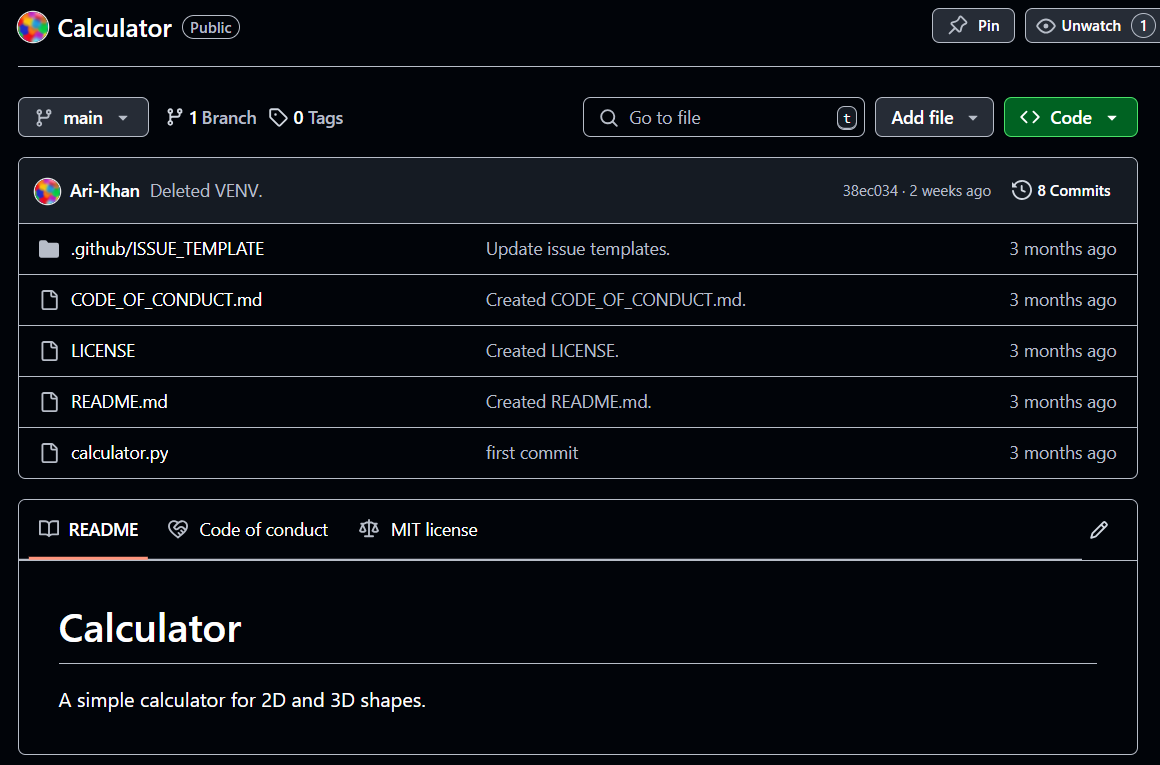 Calculator Public Pin Unwatch 1
main 1 Branch 0 Tags Go to file t Add file Code
Ari-Khan Deleted VENV. 38ec034 · 2 weeks ago 8 Commits
.github/ISSUE_TEMPLATE Update issue templates. 3 months ago
CODE_OF_CONDUCT.md Created CODE_OF_CONDUCT.md. 3 months ago
LICENSE Created LICENSE. 3 months ago
README.md Created README.md. 3 months ago
calculator.py first commit 3 months ago
README Code of conduct MIT license
Calculator
A simple calculator for 2D and 3D shapes.